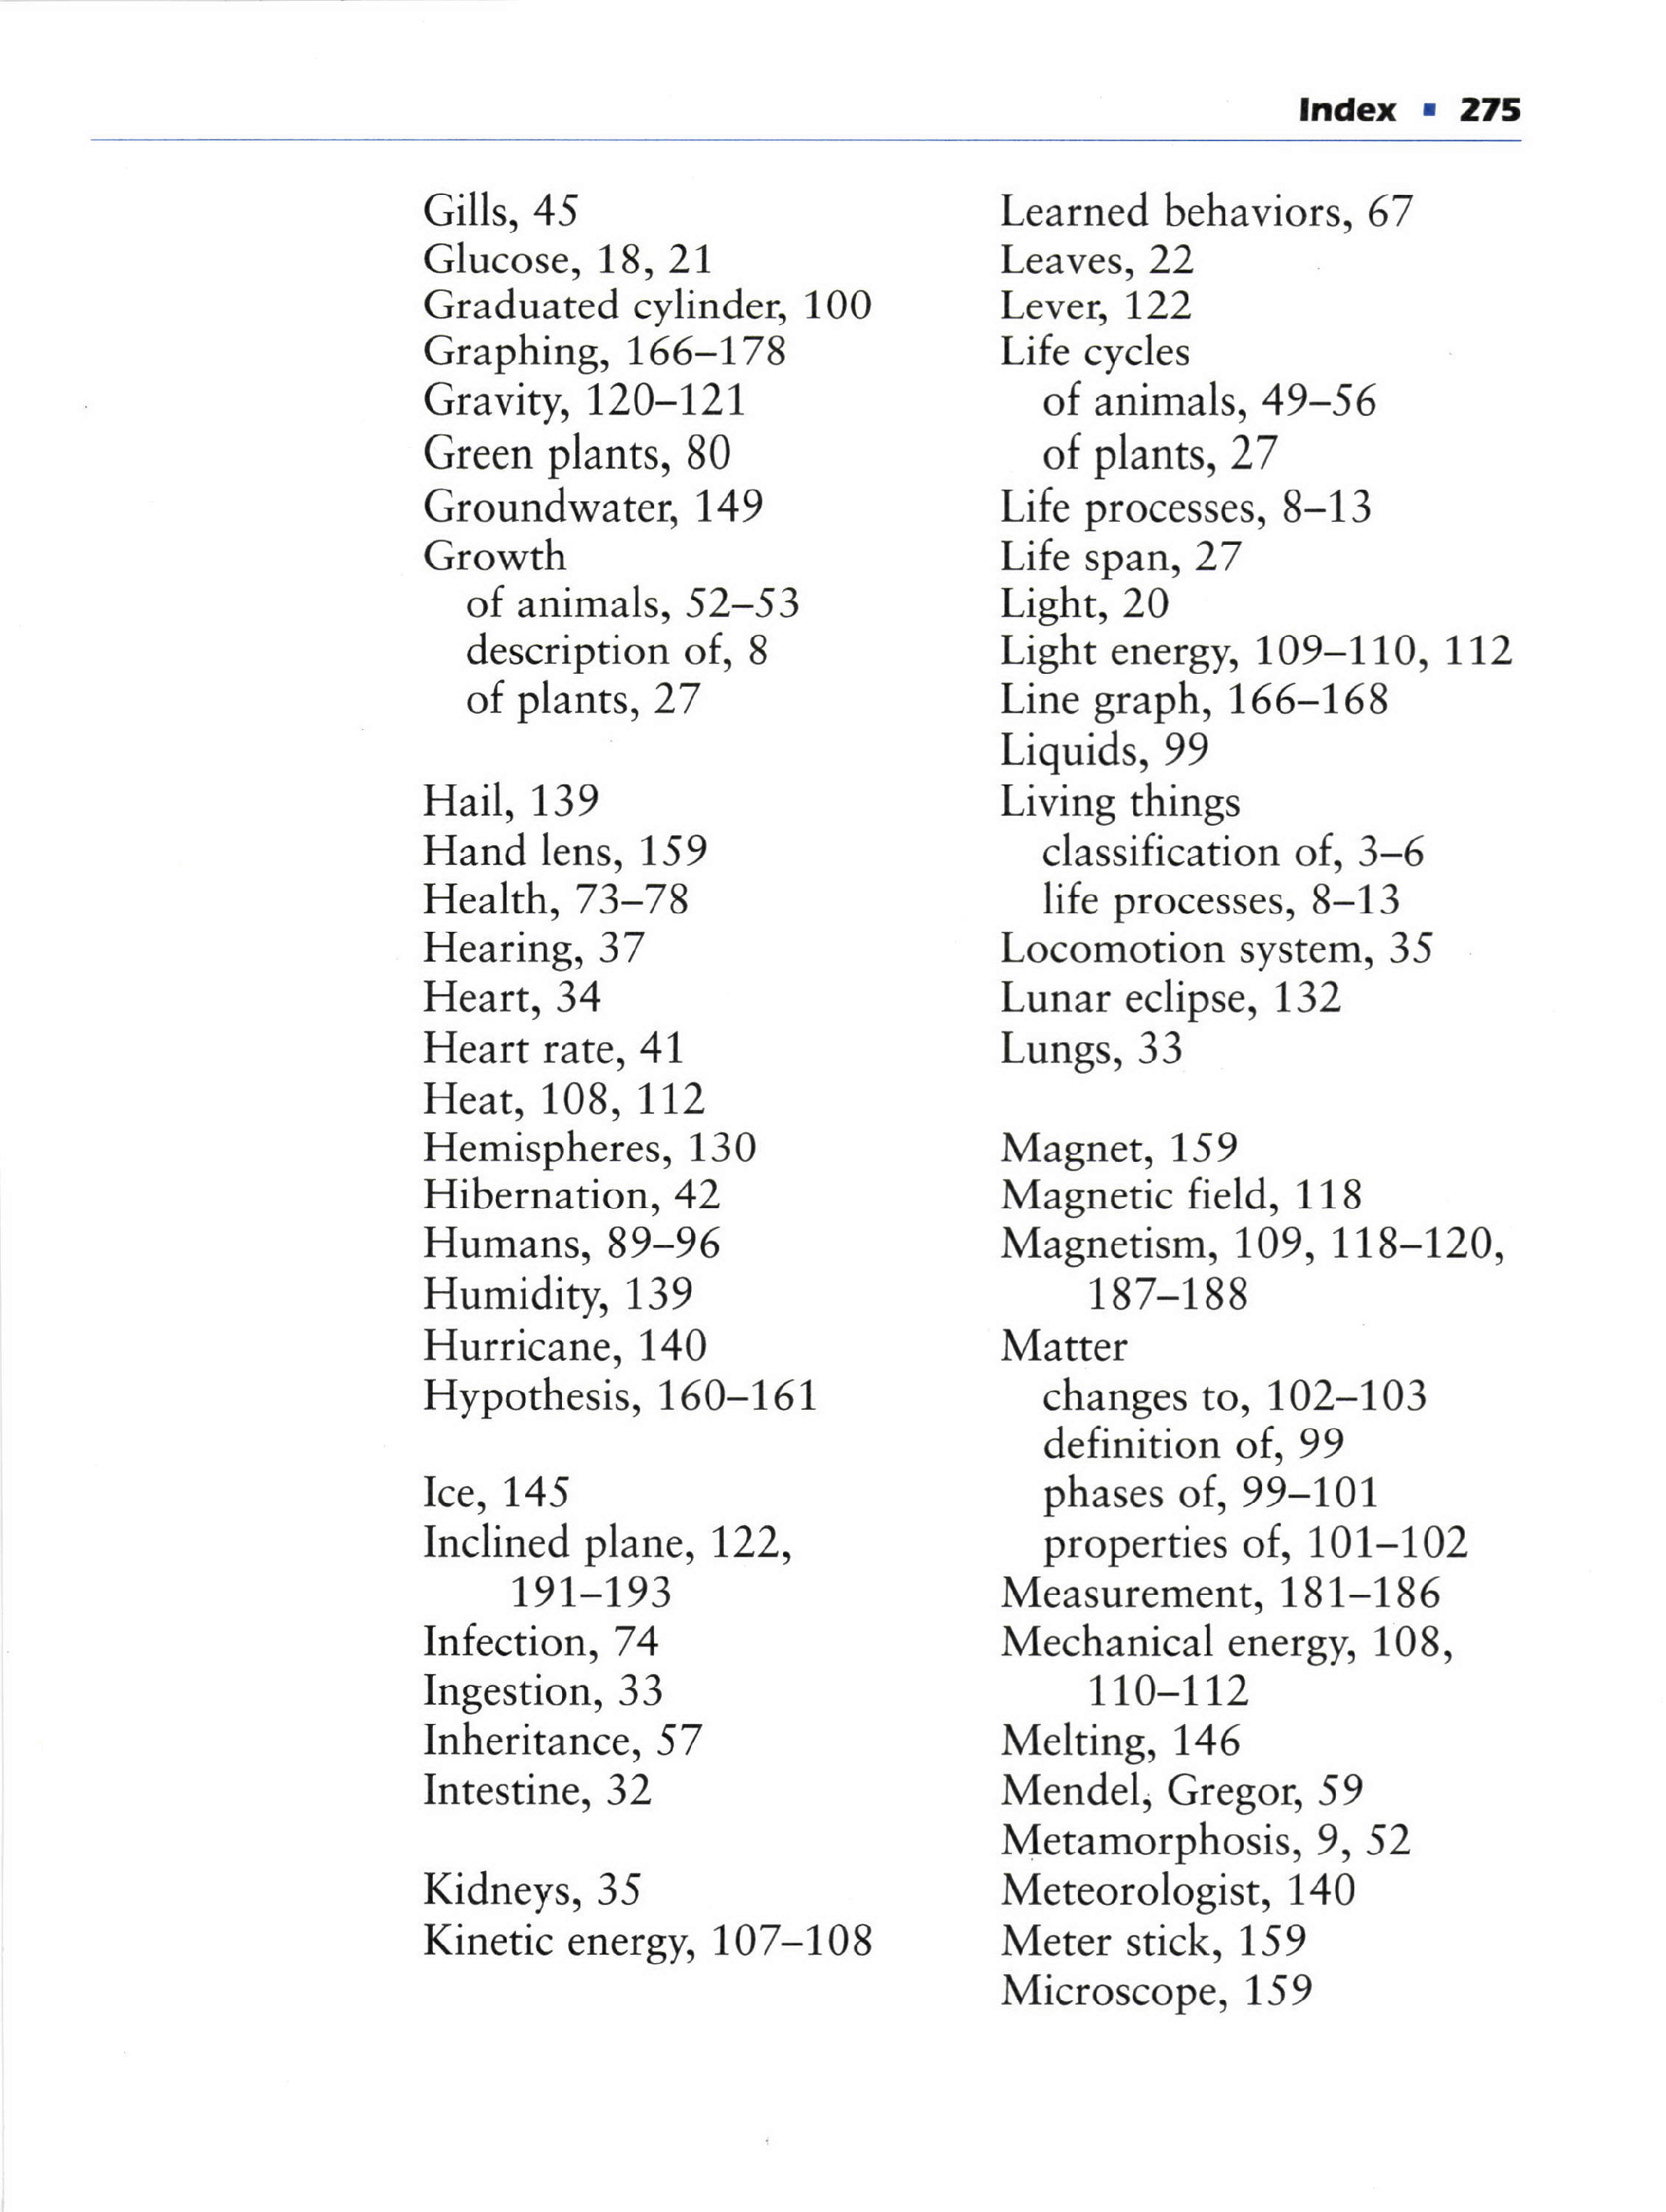 Index ▪ 275
Gills, 45
Glucose, 18, 21
Graduated cylinder, 100
Graphing, 166–178
Gravity, 120–121
Green plants, 80
Groundwater, 149
Growth
of animals, 52–53
description of, 8
of plants, 27
Hail, 139
Hand lens, 159
Health, 73–78
Hearing, 37
Heart, 34
Heart rate, 41
Heat, 108, 112
Hemispheres, 130
Hibernation, 42
Humans, 89–96
Humidity, 139
Hurricane, 140
Hypothesis, 160–161
Ice, 145
Inclined plane, 122,
191–193
Infection, 74
Ingestion, 33
Inheritance, 57
Intestine, 32
Kidneys, 35
Kinetic energy, 107–108
Learned behaviors, 67
Leaves, 22
Lever, 122
Life cycles
of animals, 49–56
of plants, 27
Life processes, 8–13
Life span, 27
Light, 20
Light energy, 109–110, 112
Line graph, 166–168
Liquids, 99
Living things
classification of, 3–6
life processes, 8–13
Locomotion system, 35
Lunar eclipse, 132
Lungs, 33
Magnet, 159
Magnetic field, 118
Magnetism, 109, 118–120,
187–188
Matter
changes to, 102–103
definition of, 99
phases of, 99–101
properties of, 101–102
Measurement, 181–186
Mechanical energy, 108,
110–112
Melting, 146
Mendel, Gregor, 59
Metamorphosis, 9, 52
Meteorologist, 140
Meter stick, 159
Microscope, 159